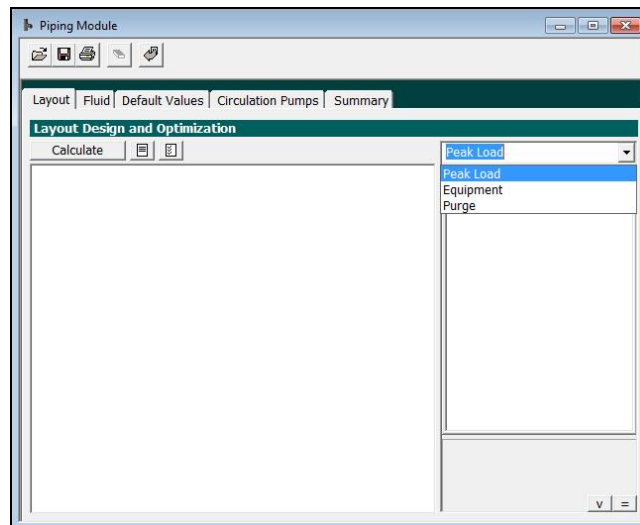 Piping Module
Layout Fluid Default Values Circulation Pumps Summary
Layout Design and Optimization
Calculate
Peak Load
Peak Load
Equipment
Purge
v =